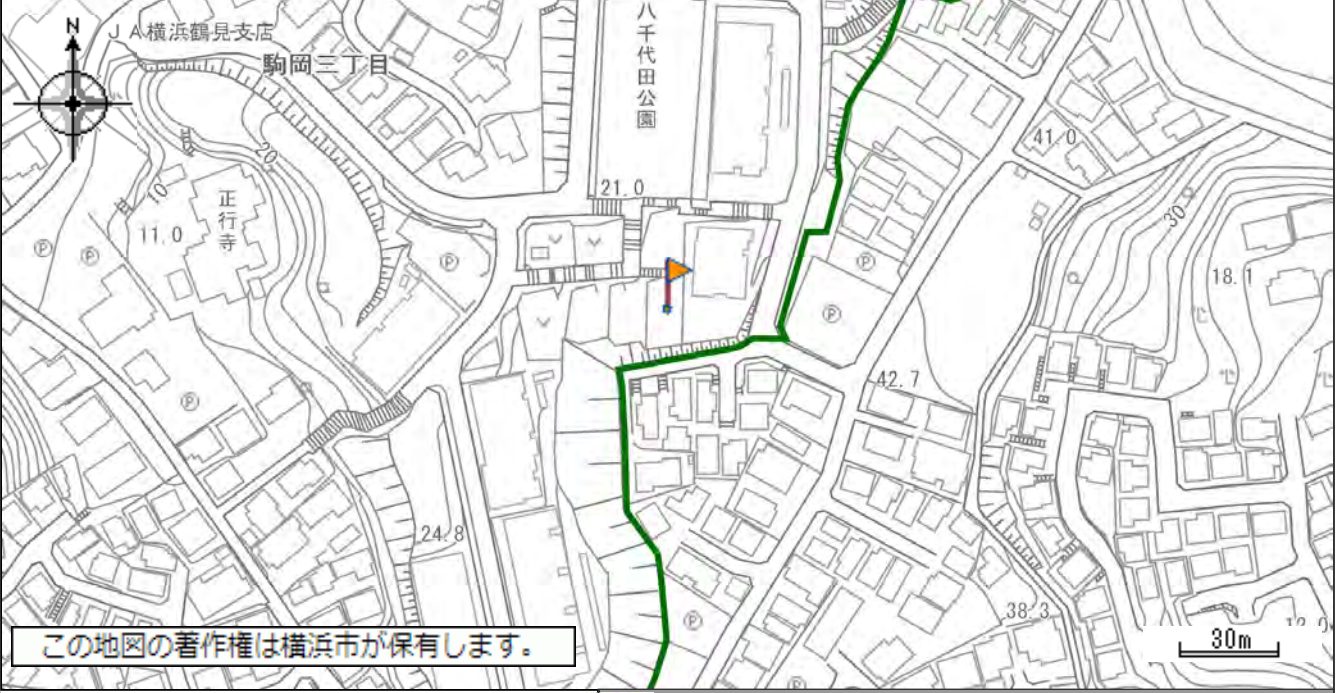 N
JA横浜鶴見支店
駒岡三丁目
八千代田公園
41.0
20
10
21.0
正行寺
30
11.0
P
P
P
P
18.1
P
42.7
P
24.8
38.3
P
P
この地図の著作権は横浜市が保有します。
30m